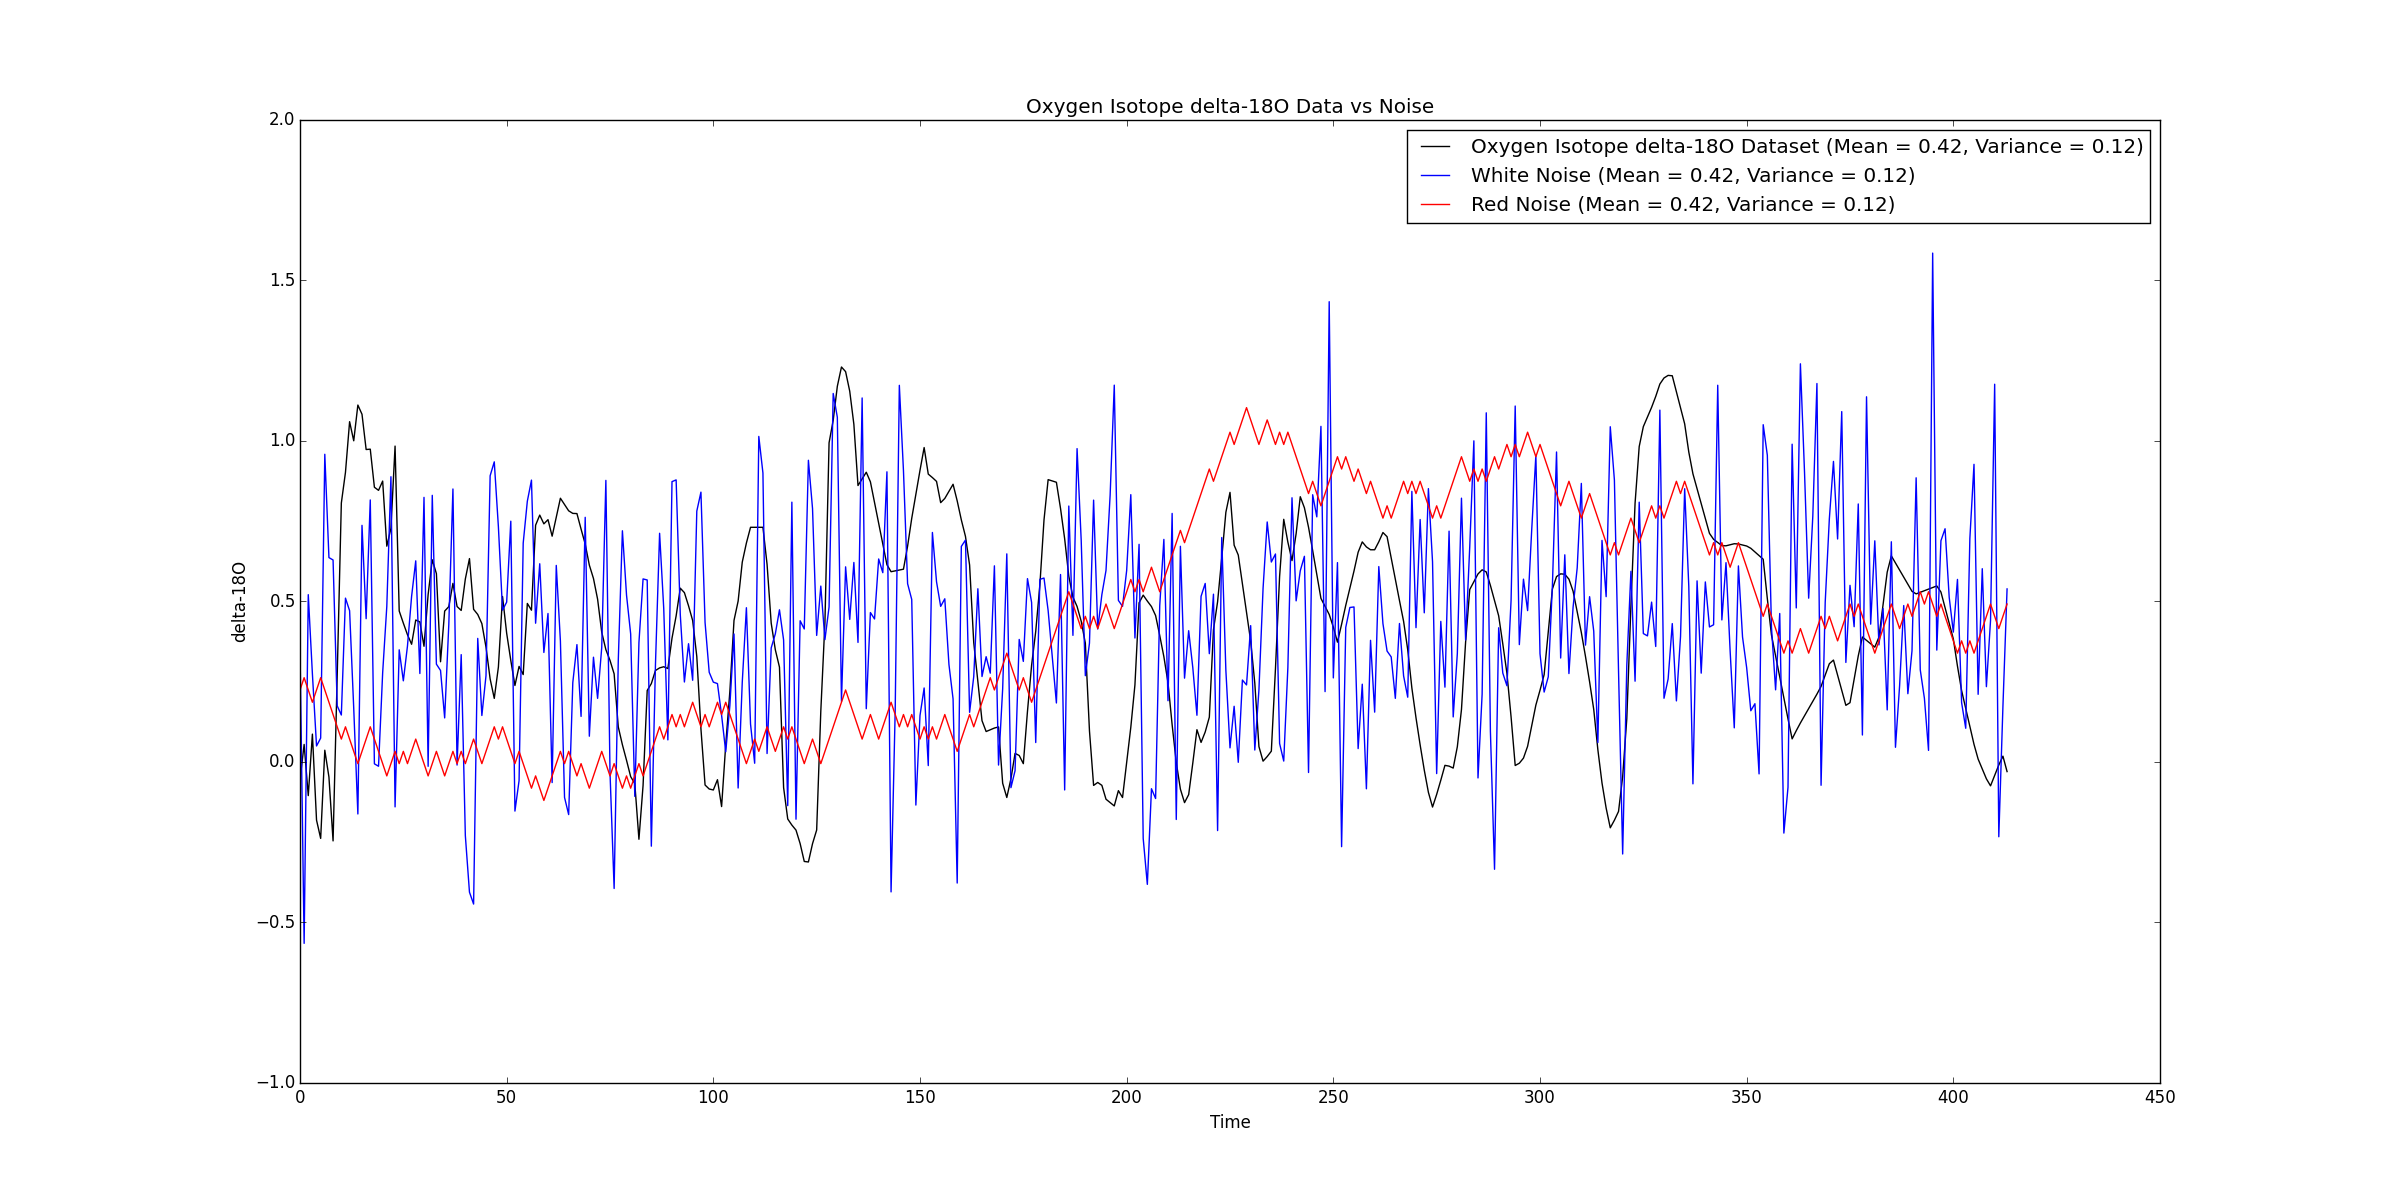 Oxygen Isotope delta-18O Data vs Noise
2.0
1.5
1.0
0.5
0.0
−0.5
−1.0
delta-18O
Oxygen Isotope delta-18O Dataset (Mean = 0.42, Variance = 0.12)
White Noise (Mean = 0.42, Variance = 0.12)
Red Noise (Mean = 0.42, Variance = 0.12)
0 50 100 150 200 250 300 350 400 450
Time